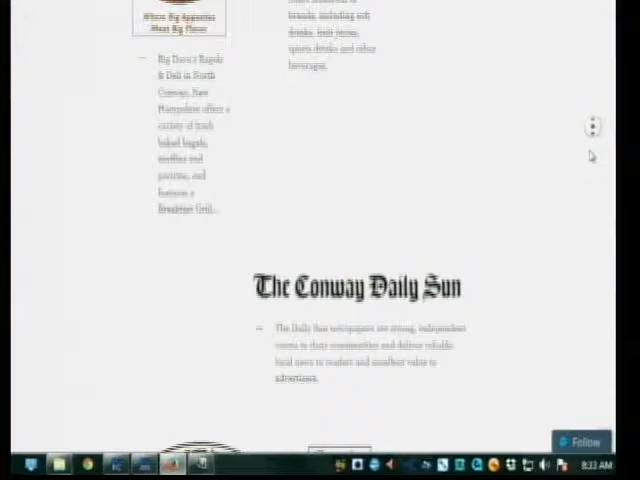 Where Big Appetites
Meet Big Flavor
brands, including soft
drinks, fruit juices,
sports drinks and other
beverages.
Big Dave's Bagels
& Deli in North
Conway, New
Hampshire offers a
variety of fresh
baked bagels,
muffins and
pastries, and
features a
Breakfast Grill...
The Conway Daily Sun
The Daily Sun newspapers are strong, independent
voices in their communities and deliver reliable
local news to readers and excellent value to
advertisers.
Follow
8:33 AM